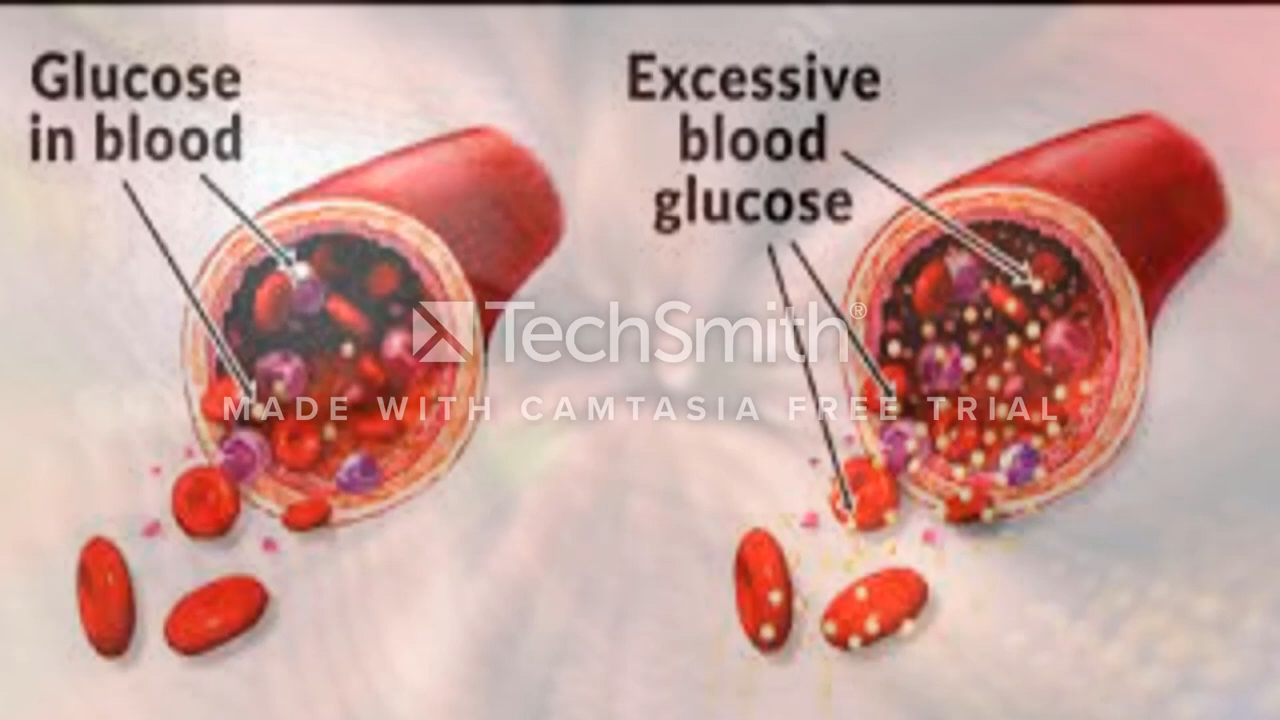 Glucose
in blood
Excessive
blood
glucose
TechSmith®
MADE WITH CAMTASIA FREE TRIAL